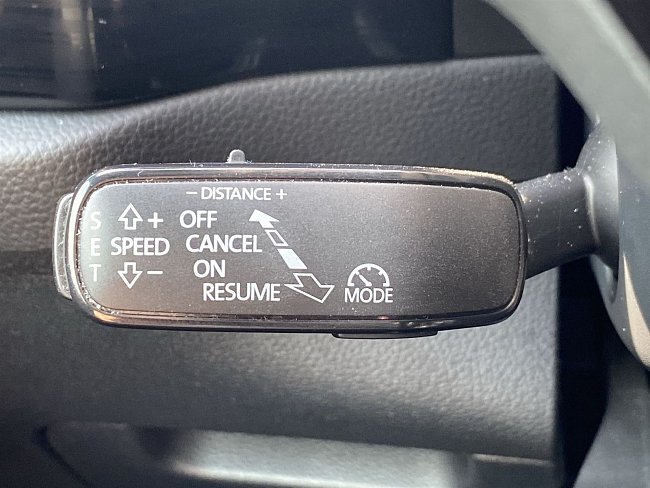 − DISTANCE +
S
E
T
+
SPEED
−
OFF
CANCEL
ON
RESUME
MODE